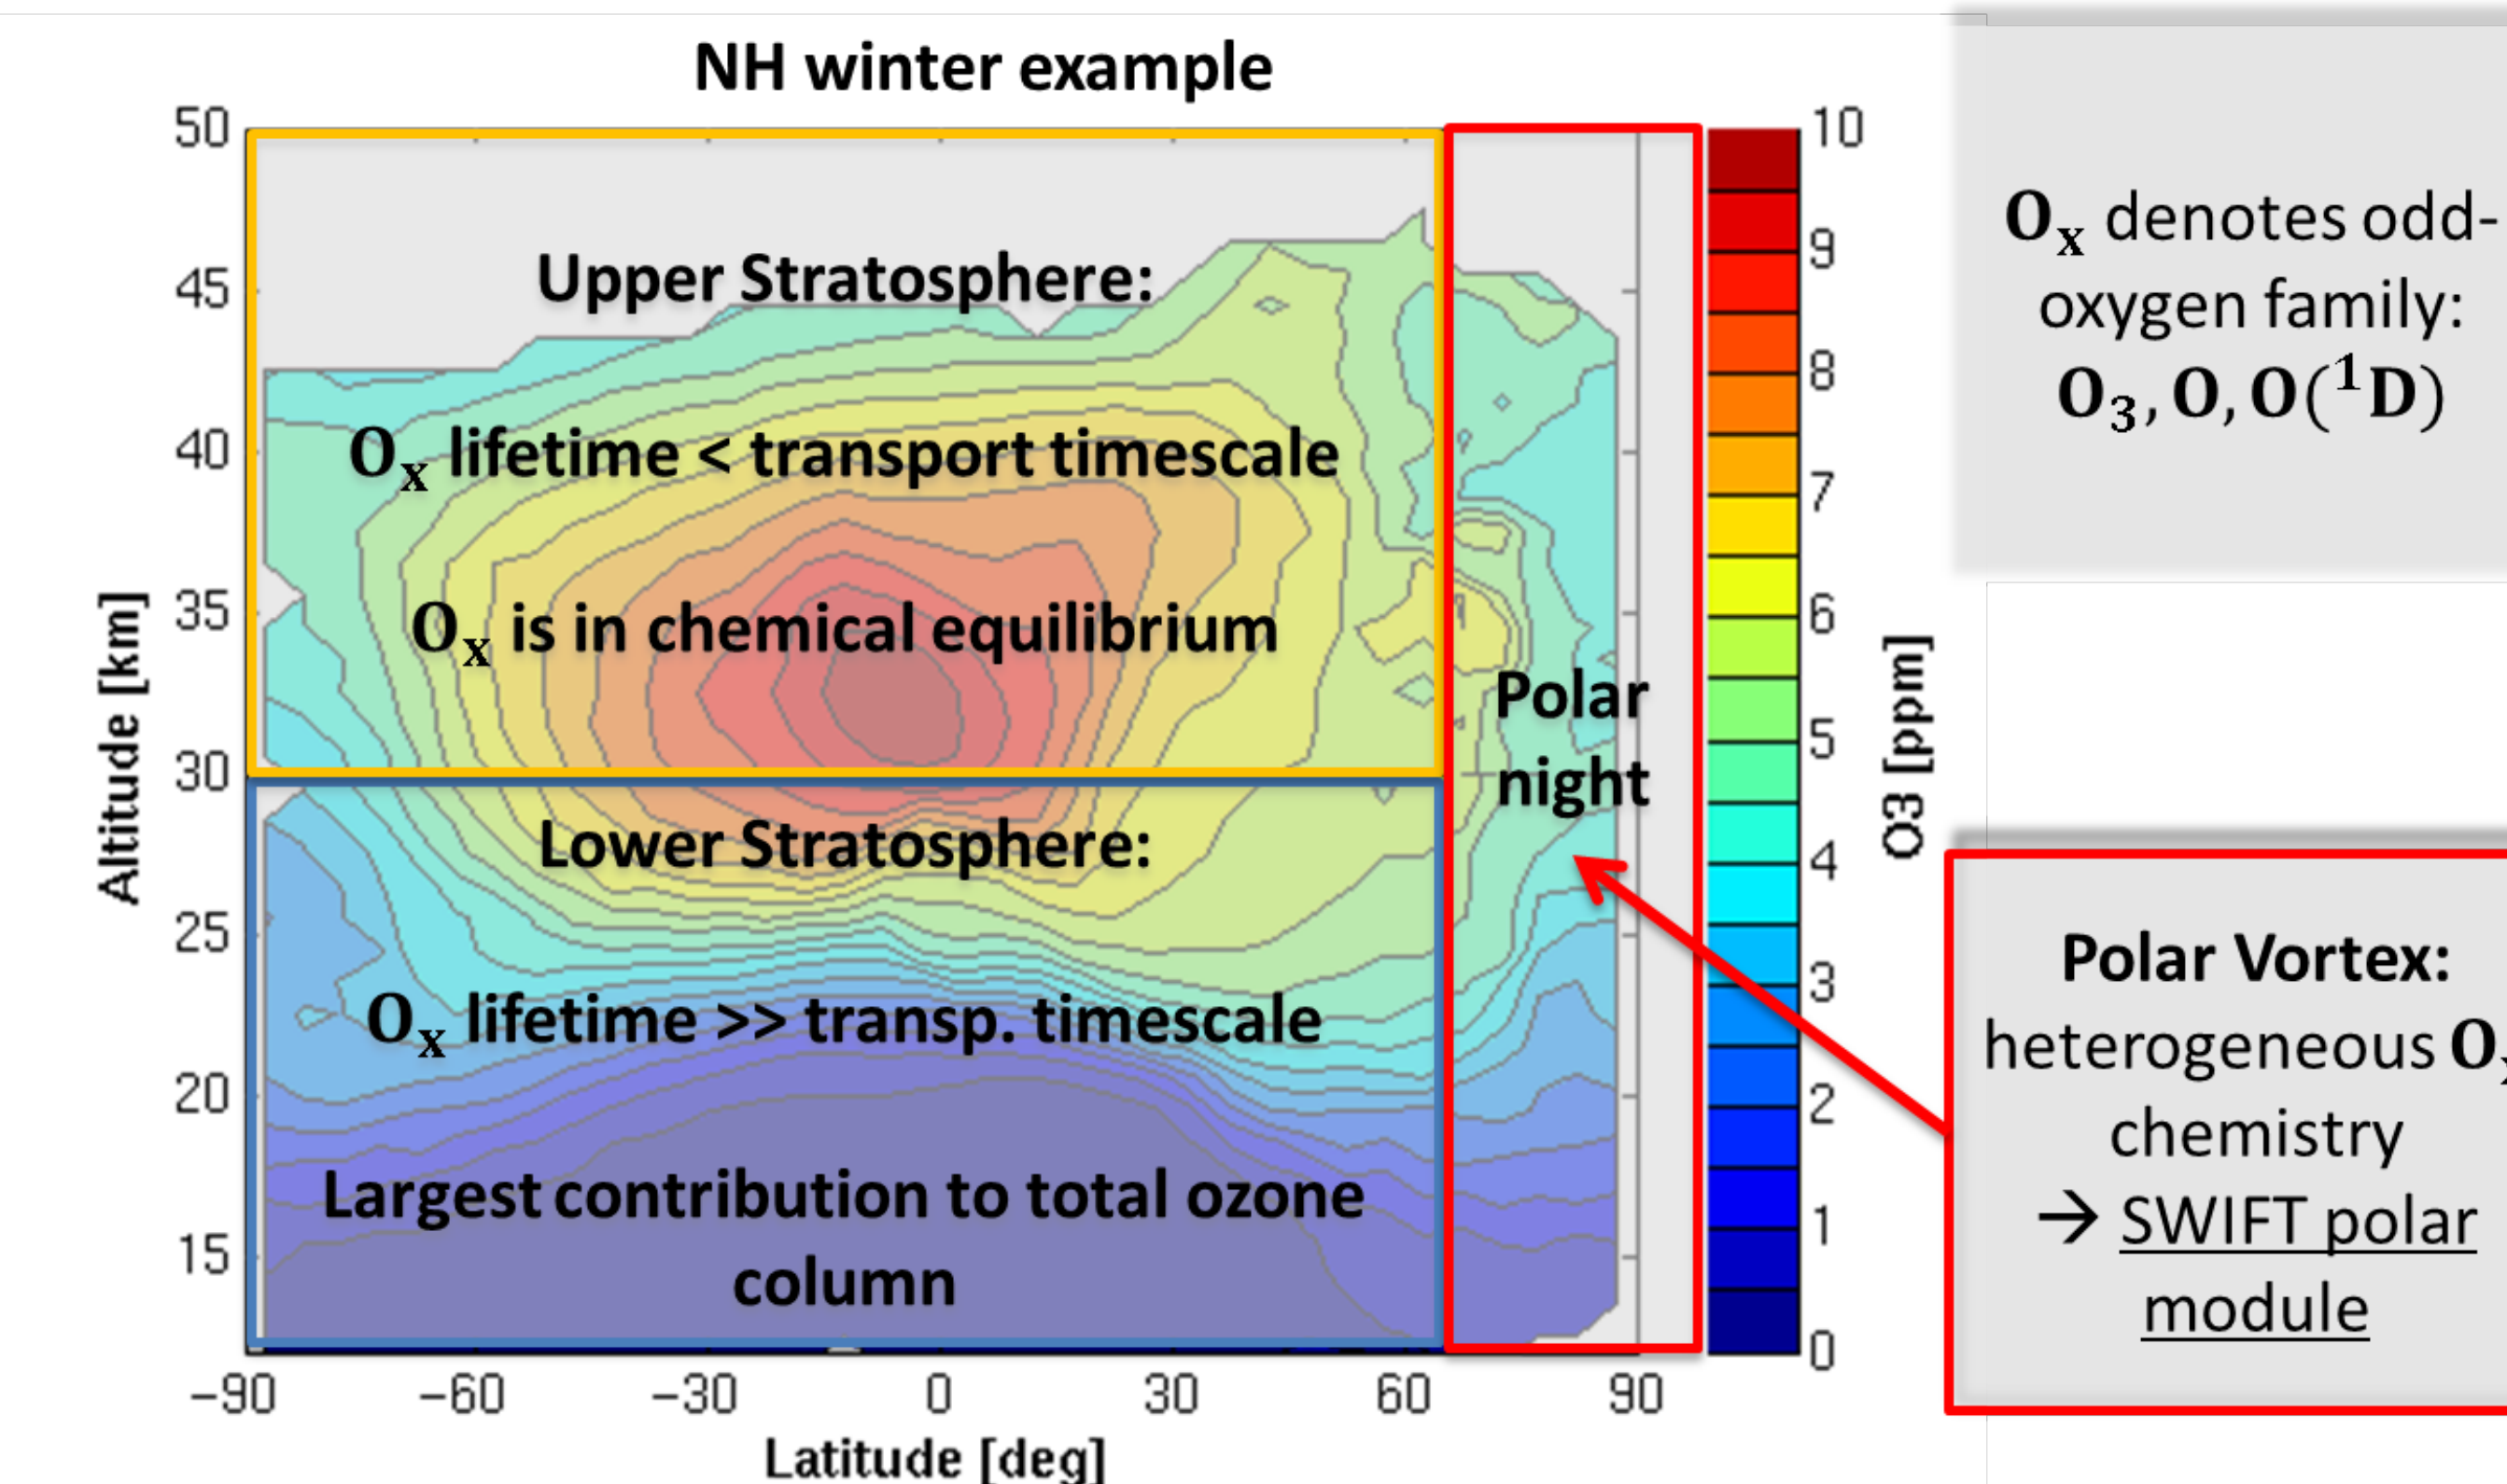 NH winter example
50
45
40
35
30
25
20
15
Altitude [km]
Upper Stratosphere:
Oₓ lifetime < transport timescale
Oₓ is in chemical equilibrium
Lower Stratosphere:
Oₓ lifetime >> transp. timescale
Largest contribution to total ozone
column
Polar
night
-90
-60
-30
0
30
60
90
Latitude [deg]
10
9
8
7
6
5
4
3
2
1
0
O3 [ppm]
Oₓ denotes odd-
oxygen family:
O₃, O, O(¹D)
Polar Vortex:
heterogeneous Oₓ
chemistry
→ SWIFT polar
module